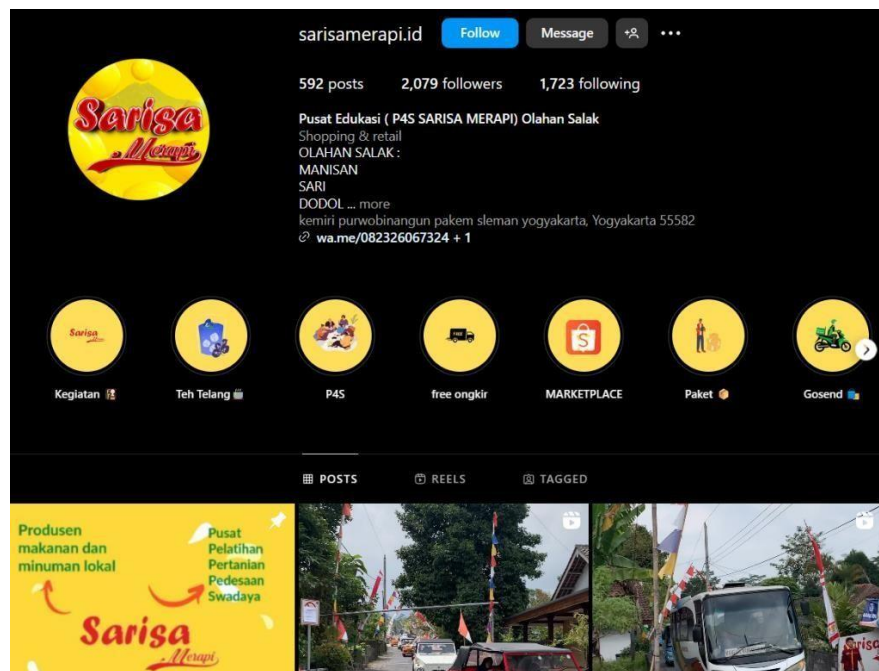 sarisamerapi.id Follow Message
592 posts 2,079 followers 1,723 following
Pusat Edukasi ( P4S SARISA MERAPI) Olahan Salak
Shopping & retail
OLAHAN SALAK :
MANISAN
SARI
DODOL ... more
kemiri purwobinangun pakem sleman yogyakarta, Yogyakarta 55582
wa.me/082326067324 + 1
Sarisa
Merapi
Sarisa
FREE
S
Kegiatan Teh Telang P4S free ongkir MARKETPLACE Paket Gosend
POSTS REELS TAGGED
Produsen
makanan dan
minuman lokal
Pusat
Pelatihan
Pertanian
Pedesaan
Swadaya
Sarisa
Merapi